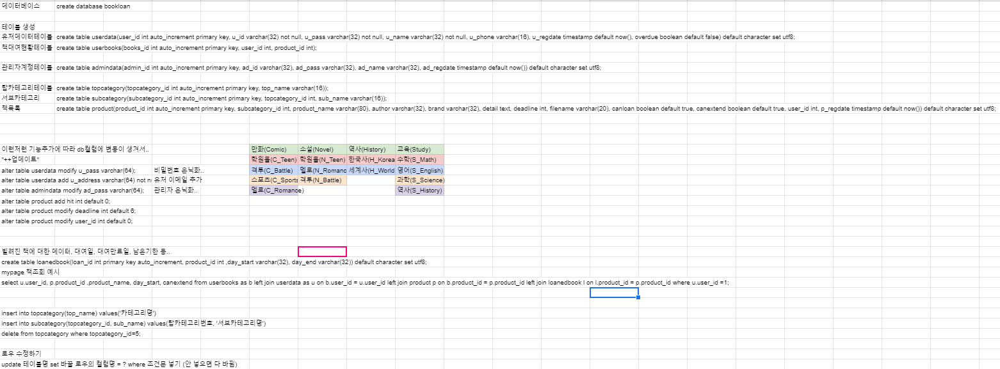 데이터베이스 create database bookloan
테이블 생성
유저데이터테이블 create table userdata(user_id int auto_increment primary key, u_id varchar(32) not null, u_pass varchar(32) not null, u_name varchar(32) not null, u_phone varchar(16), u_regdate timestamp default now(), overdue boolean default false) default character set utf8;
책대여현황테이블 create table userbooks(books_id int auto_increment primary key, user_id int, product_id int);
관리자계정테이블 create table admindata(admin_id int auto_increment primary key, ad_id varchar(32), ad_pass varchar(32), ad_name varchar(32), ad_regdate timestamp default now()) default character set utf8;
탑카테고리테이블 create table topcategory(topcategory_id int auto_increment primary key, top_name varchar(16));
서브카테고리 create table subcategory(subcategory_id int auto_increment primary key, topcategory_id int, sub_name varchar(16));
책목록 create table product(product_id int auto_increment primary key, subcategory_id int, product_name varchar(80), author varchar(32), brand varchar(32), detail text, deadline int, filename varchar(20), canloan boolean default true, canextend boolean default true, user_id int, p_regdate timestamp default now()) default character set utf8;
이런저런 기능추가에 따라 db컬럼에 변동이 생겨서.. 만화(Comic) 소설(Novel) 역사(History) 교육(Study)
"++업데이트" 학원물(C_Teen) 학원물(N_Teen) 한국사(H_Korea 수학(S_Math)
alter table userdata modify u_pass varchar(64); 비밀번호 은닉화.. 격투(C_Battle) 멜로(N_Romanc 세계사(H_World 영어(S_English)
alter table userdata add u_address varchar(64) not n 유저 이메일 추가 스포츠(C_Sports 격투(N_Battle) 과학(S_Science)
alter table admindata modify ad_pass varchar(64); 관리자 은닉화.. 멜로(C_Romance) 역사(S_History)
alter table product add hit int default 0;
alter table product modify deadline int default 6;
alter table product modify user_id int default 0;
빌려진 책에 대한 데이터, 대여일, 대여만료일, 남은기한 등..
create table loanedbook(loan_id int primary key auto_increment, product_id int ,day_start varchar(32), day_end varchar(32)) default character set utf8;
mypage 책조회 예시
select u.user_id, p.product_id ,product_name, day_start, canextend from userbooks as b left join userdata as u on b.user_id = u.user_id left join product p on b.product_id = p.product_id left join loanedbook l on l.product_id = p.product_id where u.user_id =1;
insert into topcategory(top_name) values('카테고리명')
insert into subcategory(topcategory_id, sub_name) values(탑카테고리번호, '서브카테고리명')
delete from topcategory where topcategory_id=5;
로우 수정하기
update 테이블명 set 바꿀 로우의 컬럼명 = ? where 조건문 넣기 (안 넣으면 다 바뀜)